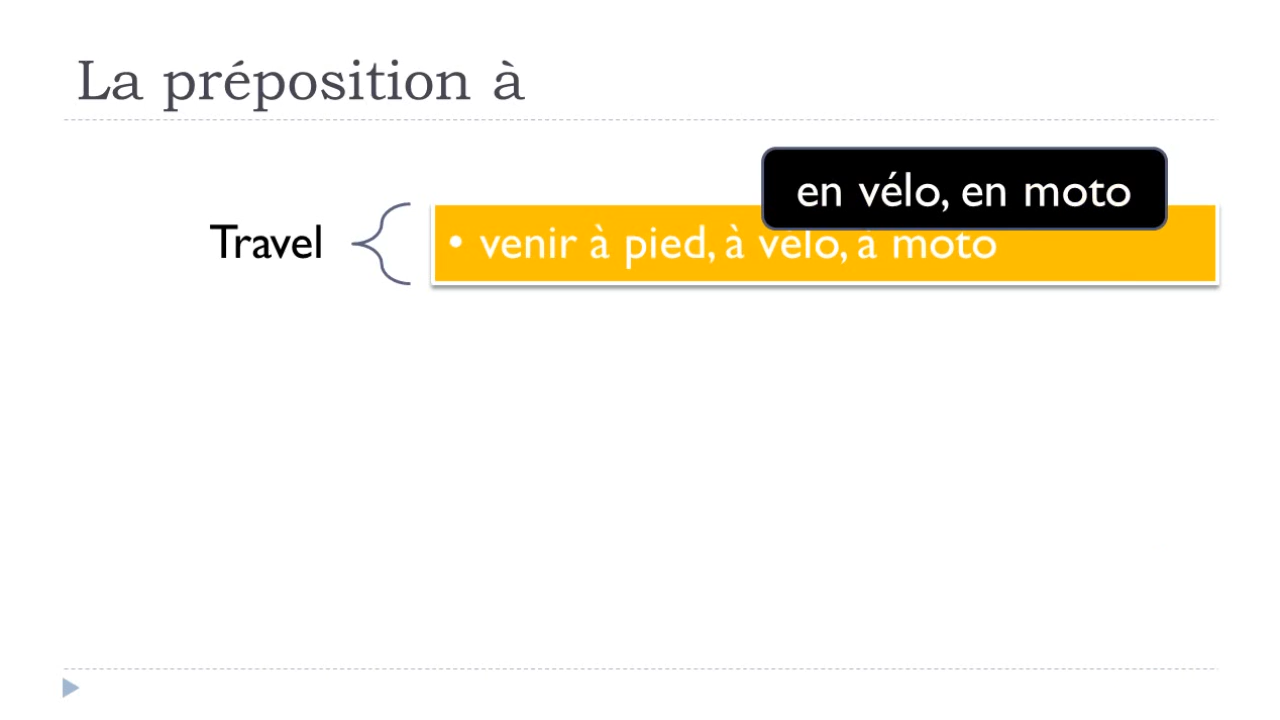 La préposition à
en vélo, en moto
Travel
• venir à pied, à vélo, à moto